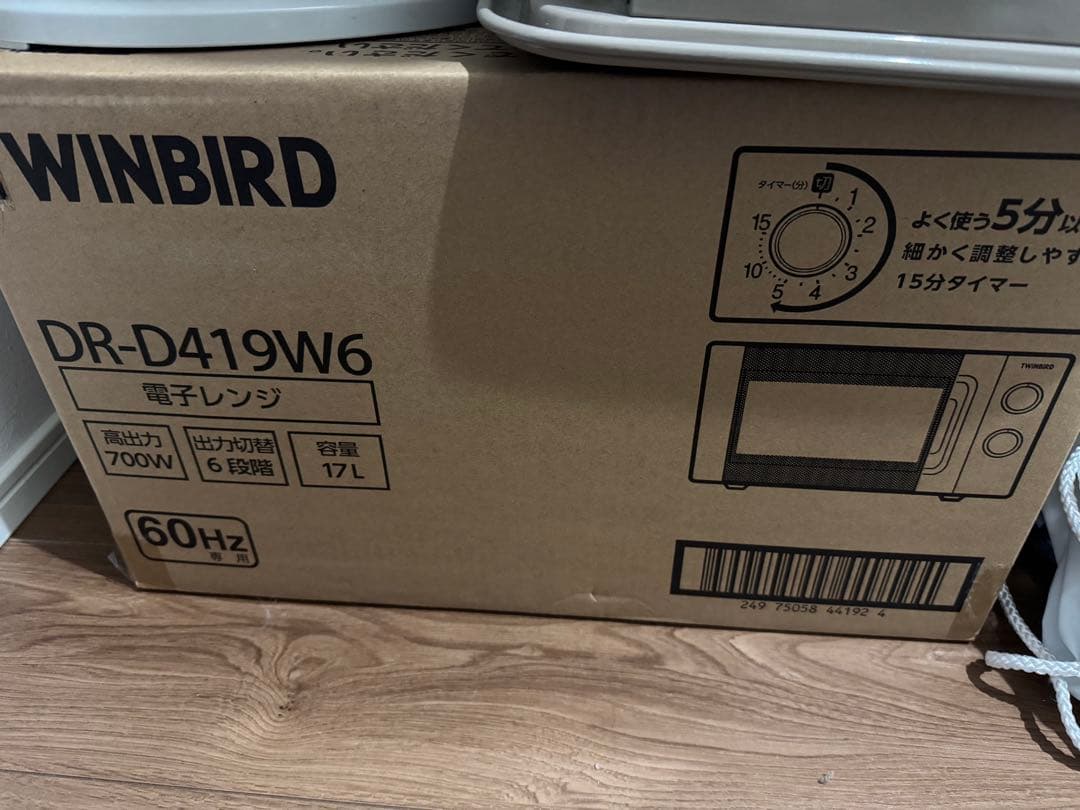 TWINBIRD
DR-D419W6
電子レンジ
高出力
700W
出力切替
6段階
容量
17L
60Hz
専用
タイマー(分) 切
1
2
3
4
5
10
15
よく使う5分以
細かく調整しやす
15分タイマー
TWINBIRD
249 75058 44192 4